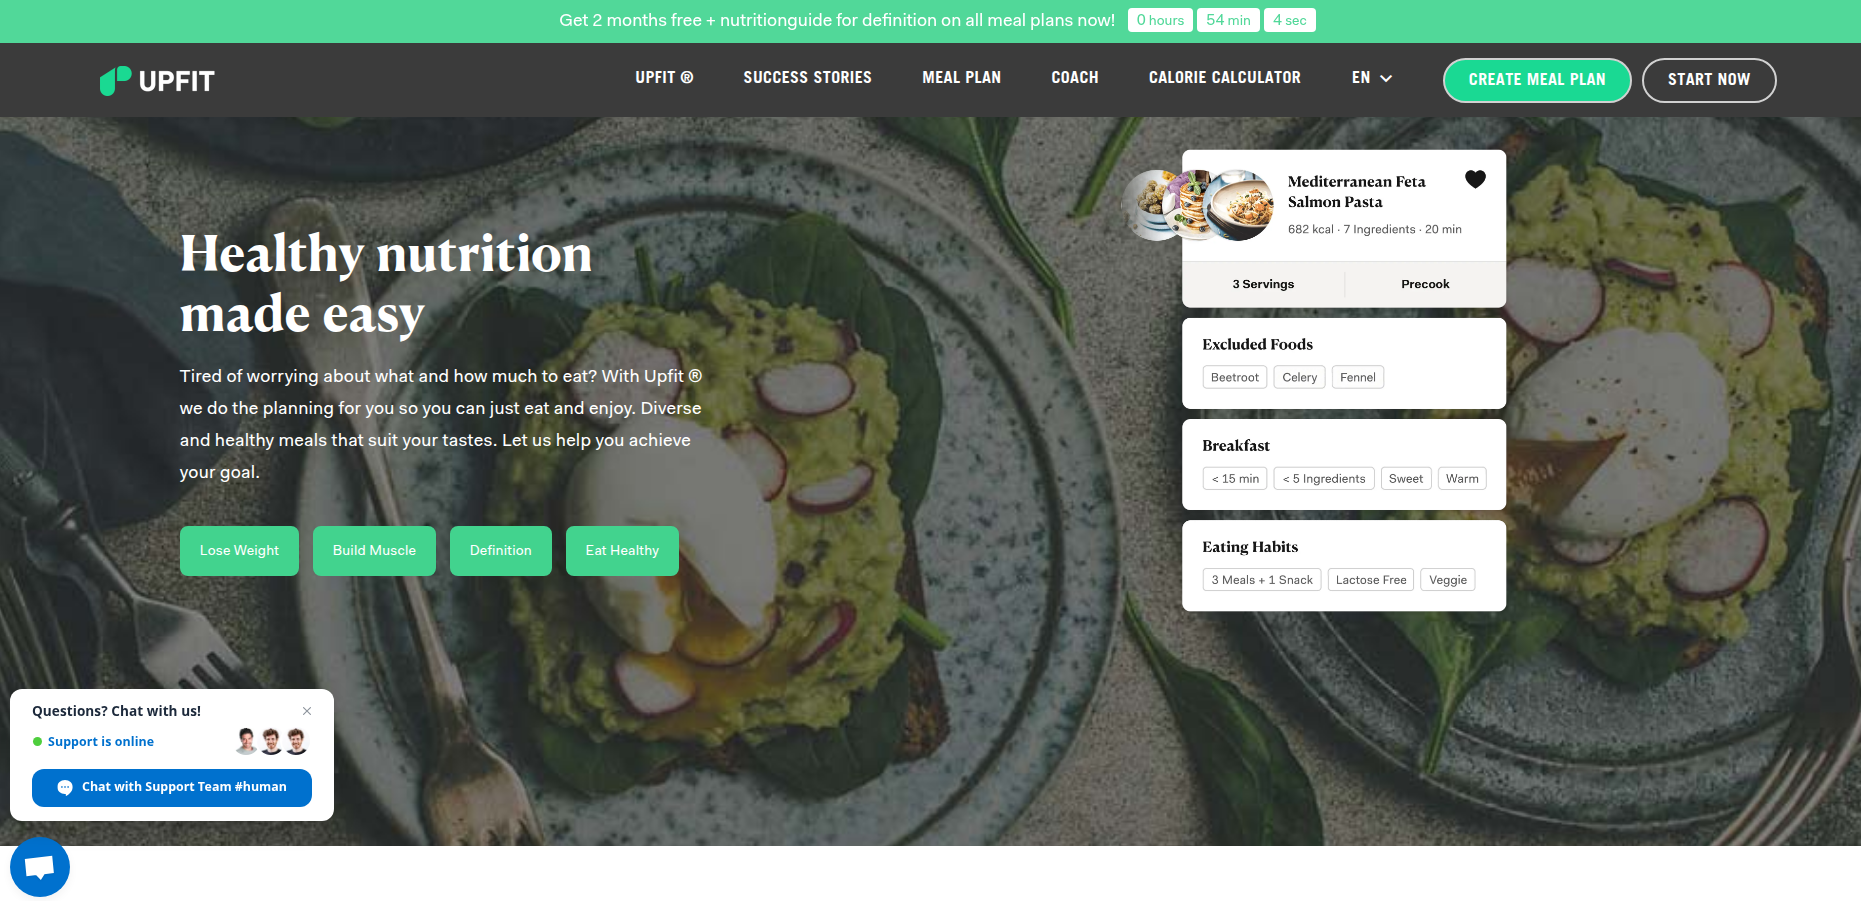 Get 2 months free + nutritionguide for definition on all meal plans now! 0 hours 54 min 4 sec
UPFIT
UPFIT ®
SUCCESS STORIES
MEAL PLAN
COACH
CALORIE CALCULATOR
EN
CREATE MEAL PLAN
START NOW
Healthy nutrition
made easy
Tired of worrying about what and how much to eat? With Upfit ®
we do the planning for you so you can just eat and enjoy. Diverse
and healthy meals that suit your tastes. Let us help you achieve
your goal.
Lose Weight
Build Muscle
Definition
Eat Healthy
Mediterranean Feta
Salmon Pasta
682 kcal · 7 Ingredients · 20 min
3 Servings
Precook
Excluded Foods
Beetroot
Celery
Fennel
Breakfast
< 15 min
< 5 Ingredients
Sweet
Warm
Eating Habits
3 Meals + 1 Snack
Lactose Free
Veggie
Questions? Chat with us!
Support is online
Chat with Support Team #human